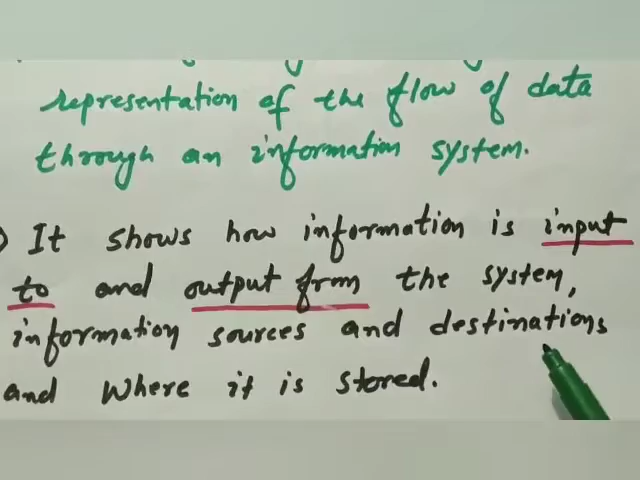 representation of the flow of data
through an information system.
It shows how information is input
to and output from the system,
information sources and destinations
and where it is stored.